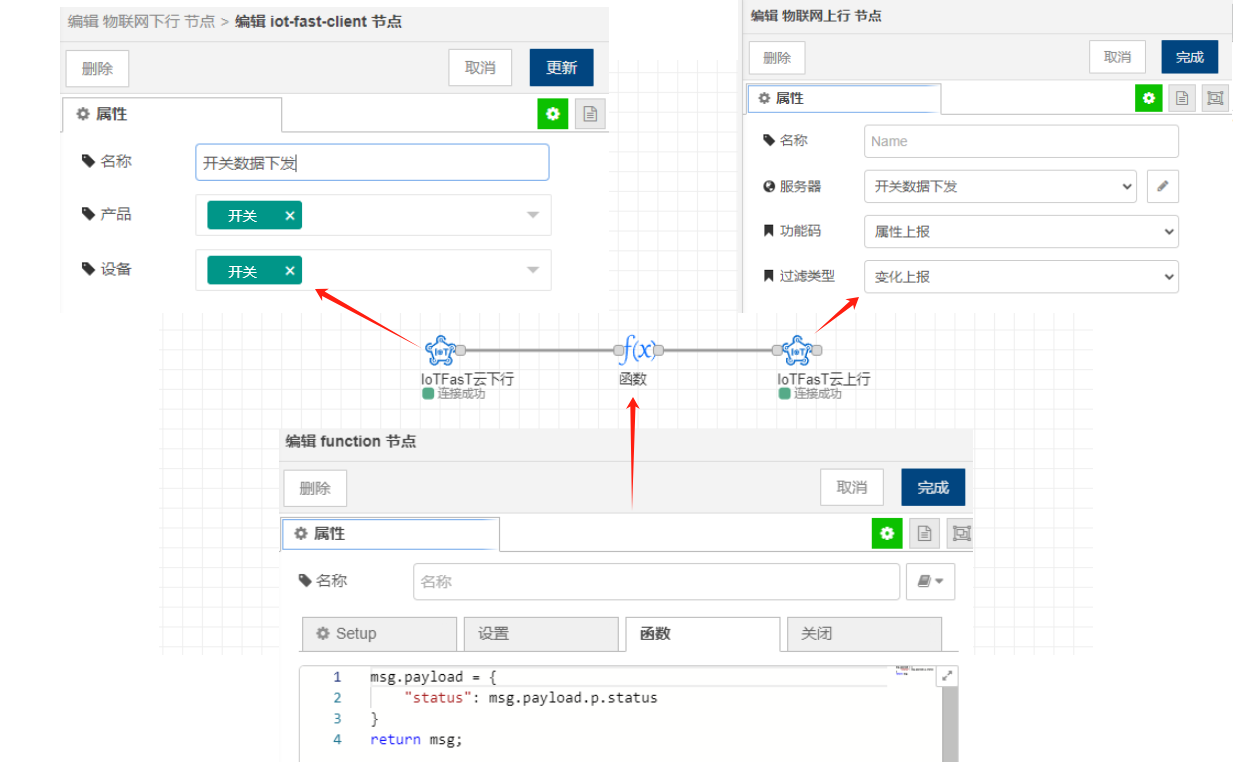 编辑 物联网下行 节点 > 编辑 iot-fast-client 节点
删除
取消
更新
属性
名称
开关数据下发
产品
开关 ×
设备
开关 ×
编辑 物联网上行 节点
删除
取消
完成
属性
名称
Name
服务器
开关数据下发
功能码
属性上报
过滤类型
变化上报
IoT
IoTFasT云下行
连接成功
f(x)
函数
IoT
IoTFasT云上行
连接成功
编辑 function 节点
删除
取消
完成
属性
名称
名称
Setup
设置
函数
关闭
1 msg.payload = {
2 "status": msg.payload.p.status
3 }
4 return msg;